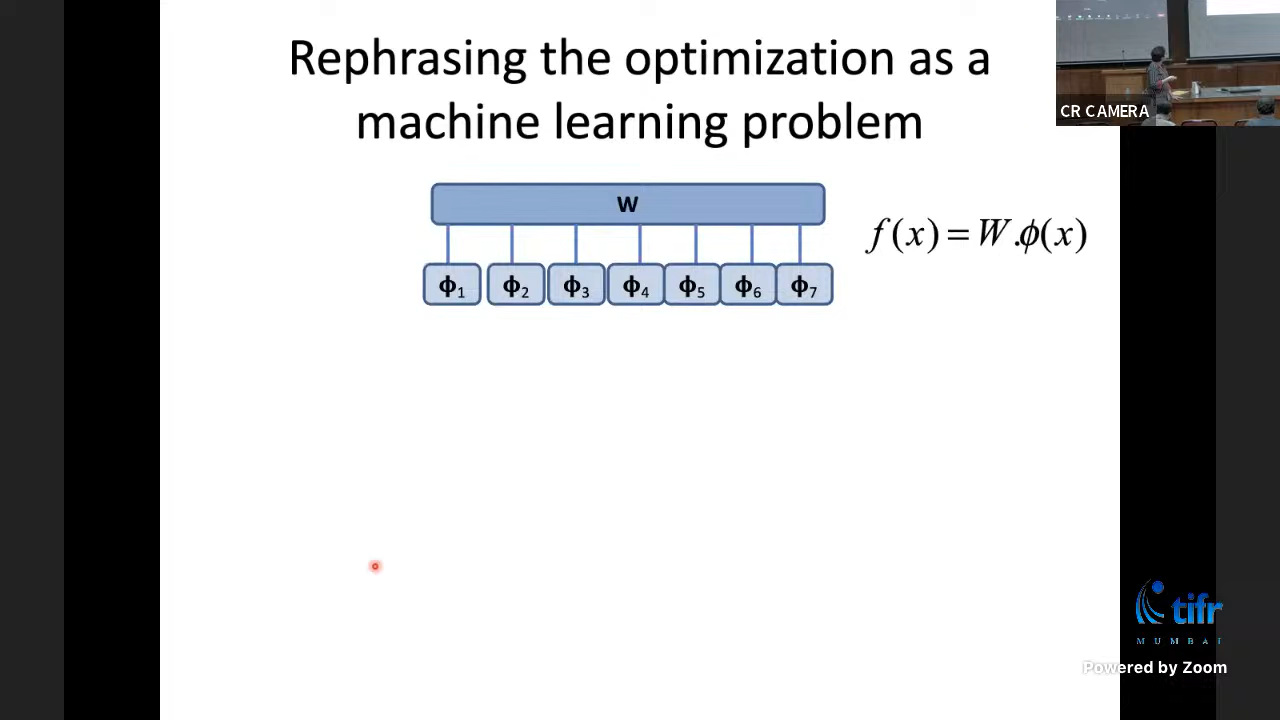 Rephrasing the optimization as a
machine learning problem
W
f(x) = W.ϕ(x)
ϕ₁ ϕ₂ ϕ₃ ϕ₄ ϕ₅ ϕ₆ ϕ₇
CR CAMERA
tifr
MUMBAI
Powered by Zoom